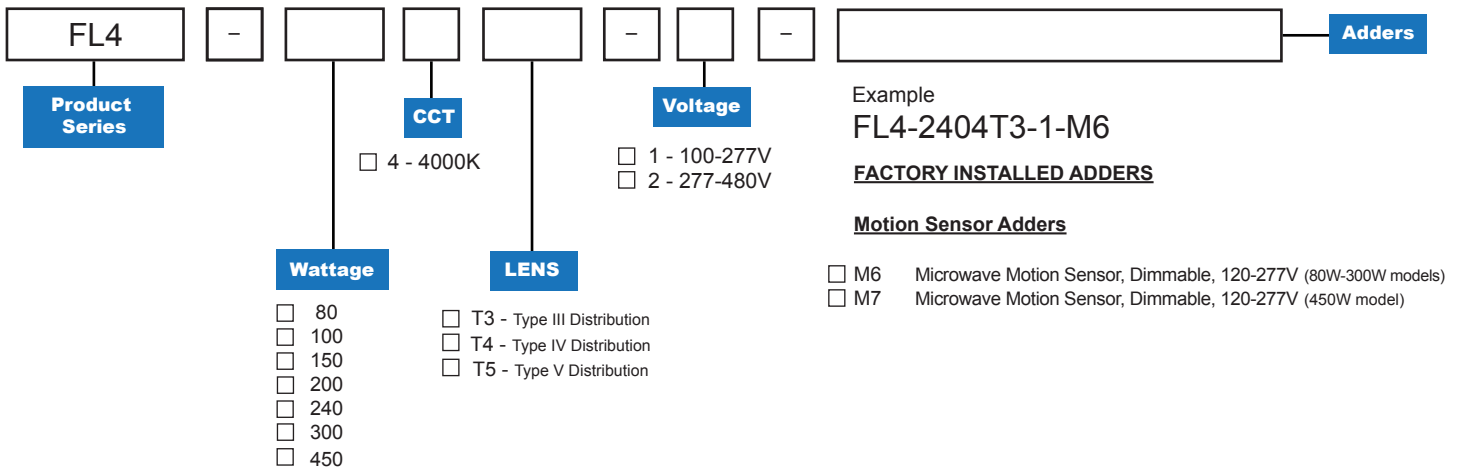 FL4 - - - Adders
Product
Series
CCT
4 - 4000K
Voltage
1 - 100-277V
2 - 277-480V
Wattage
80
100
150
200
240
300
450
LENS
T3 - Type III Distribution
T4 - Type IV Distribution
T5 - Type V Distribution
Example
FL4-2404T3-1-M6
FACTORY INSTALLED ADDERS
Motion Sensor Adders
M6 Microwave Motion Sensor, Dimmable, 120-277V (80W-300W models)
M7 Microwave Motion Sensor, Dimmable, 120-277V (450W model)